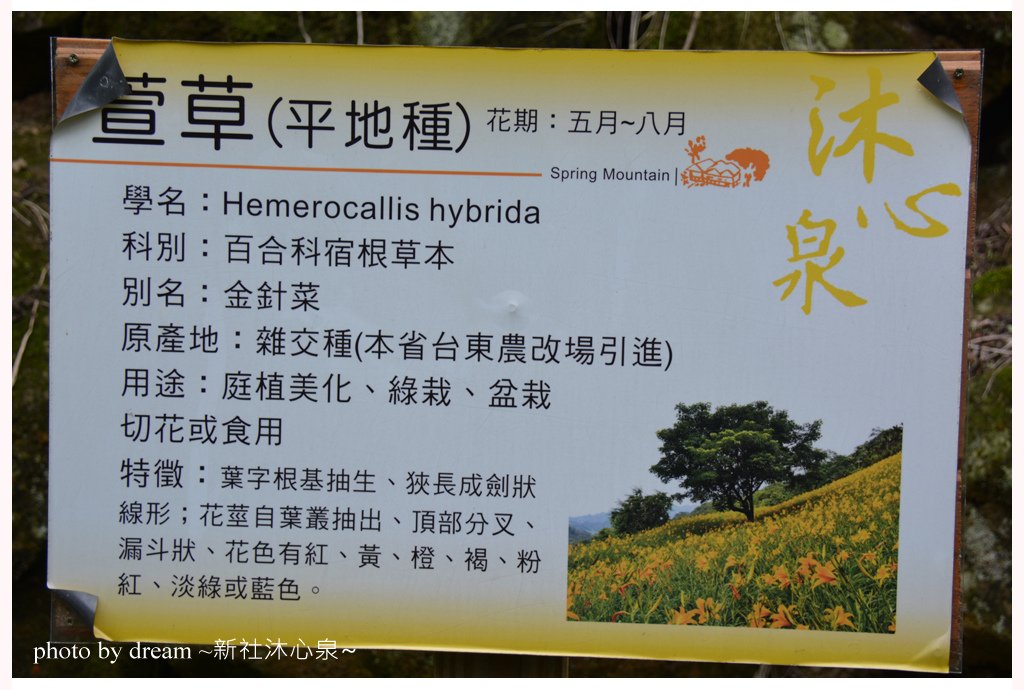 萱草(平地種) 花期：五月~八月
Spring Mountain
沐心泉
學名：Hemerocallis hybrida
科別：百合科宿根草本
別名：金針菜
原產地：雜交種(本省台東農改場引進)
用途：庭植美化、綠栽、盆栽
切花或食用
特徵：葉字根基抽生、狹長成劍狀
線形；花莖自葉叢抽出、頂部分叉、
漏斗狀、花色有紅、黃、橙、褐、粉
紅、淡綠或藍色。
photo by dream ~新社沐心泉~